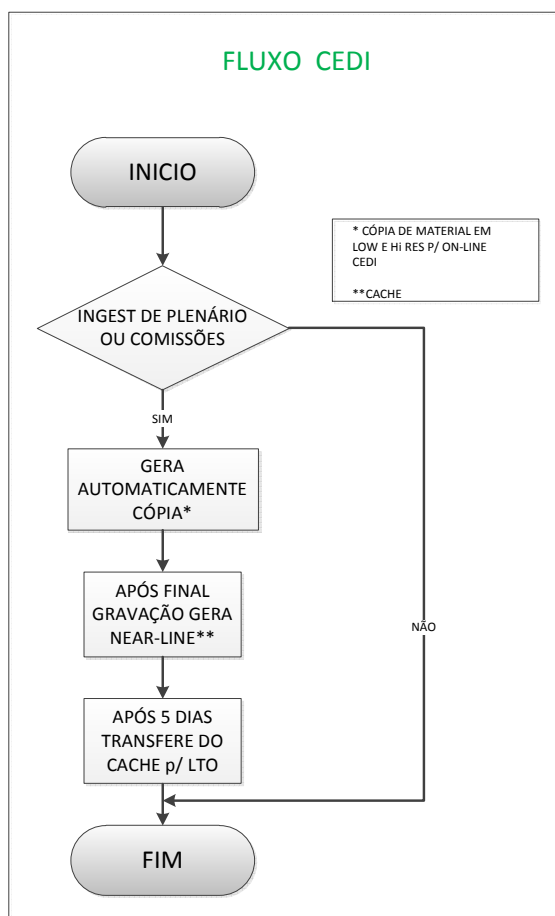 FLUXO CEDI
INICIO
* CÓPIA DE MATERIAL EM
LOW E Hi RES P/ ON-LINE
CEDI
**CACHE
INGEST DE PLENÁRIO
OU COMISSÕES
SIM
GERA
AUTOMATICAMENTE
CÓPIA*
APÓS FINAL
GRAVAÇÃO GERA
NEAR-LINE**
NÃO
APÓS 5 DIAS
TRANSFERE DO
CACHE p/ LTO
FIM